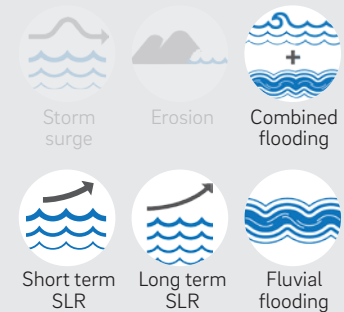 Storm
surge
Erosion
Combined
flooding
Short term
SLR
Long term
SLR
Fluvial
flooding